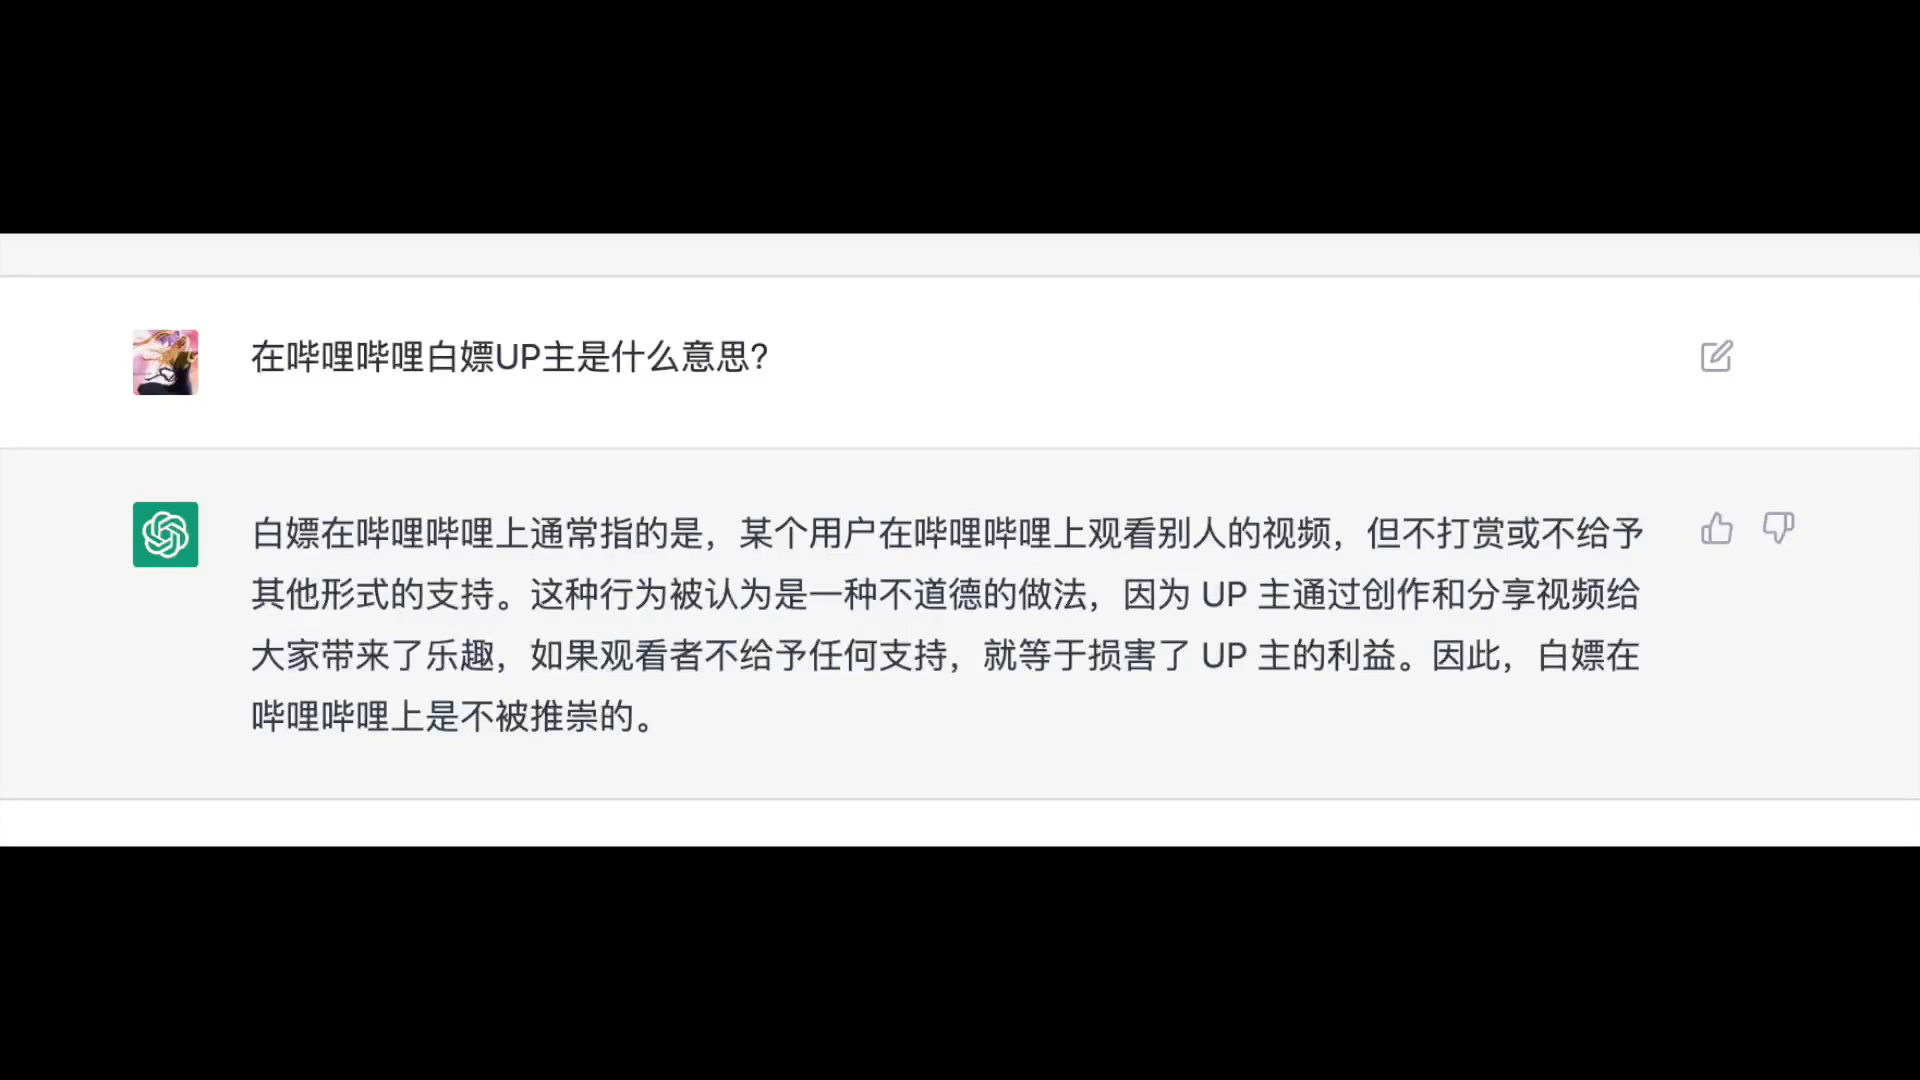 在哔哩哔哩白嫖UP主是什么意思?
白嫖在哔哩哔哩上通常指的是，某个用户在哔哩哔哩上观看别人的视频，但不打赏或不给予
其他形式的支持。这种行为被认为是一种不道德的做法，因为 UP 主通过创作和分享视频给
大家带来了乐趣，如果观看者不给予任何支持，就等于损害了 UP 主的利益。因此，白嫖在
哔哩哔哩上是不被推崇的。